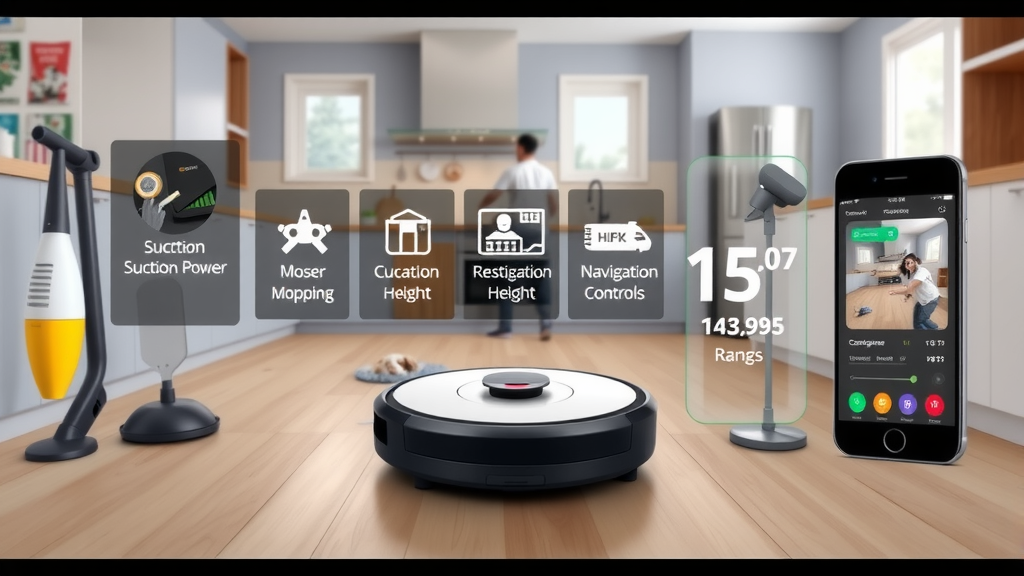 Suction
Suction Power
Moser
Mopping
Cucation
Height
Restigation
Height
HIFK
Navigation
Controls
15,07
143,995
Rangs